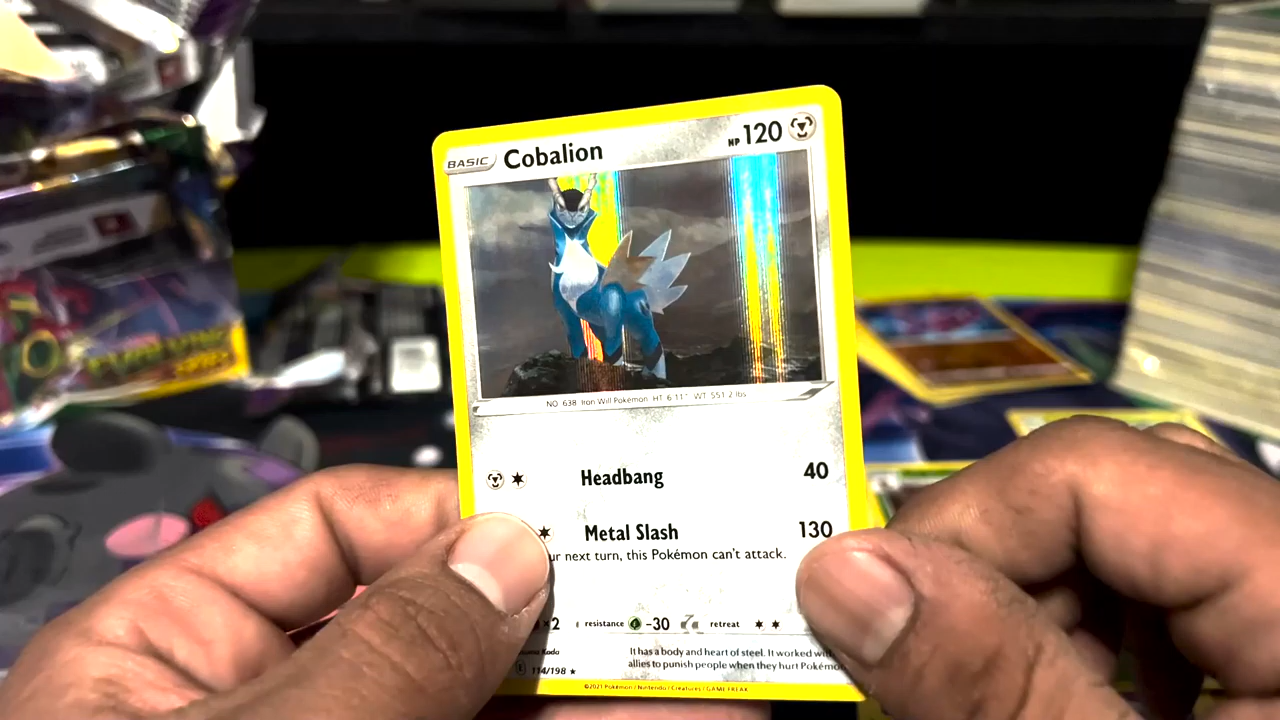 BASIC Cobalion HP 120
NO. 638 Iron Will Pokémon HT 6'11" WT 551.2 lbs
Headbang 40
Metal Slash 130
ur next turn, this Pokémon can't attack.
×2 resistance -30 retreat
It has a body and heart of steel. It worked with
allies to punish people when they hurt Pokémon
E 114/198
©2021 Pokémon / Nintendo / Creatures / GAME FREAK